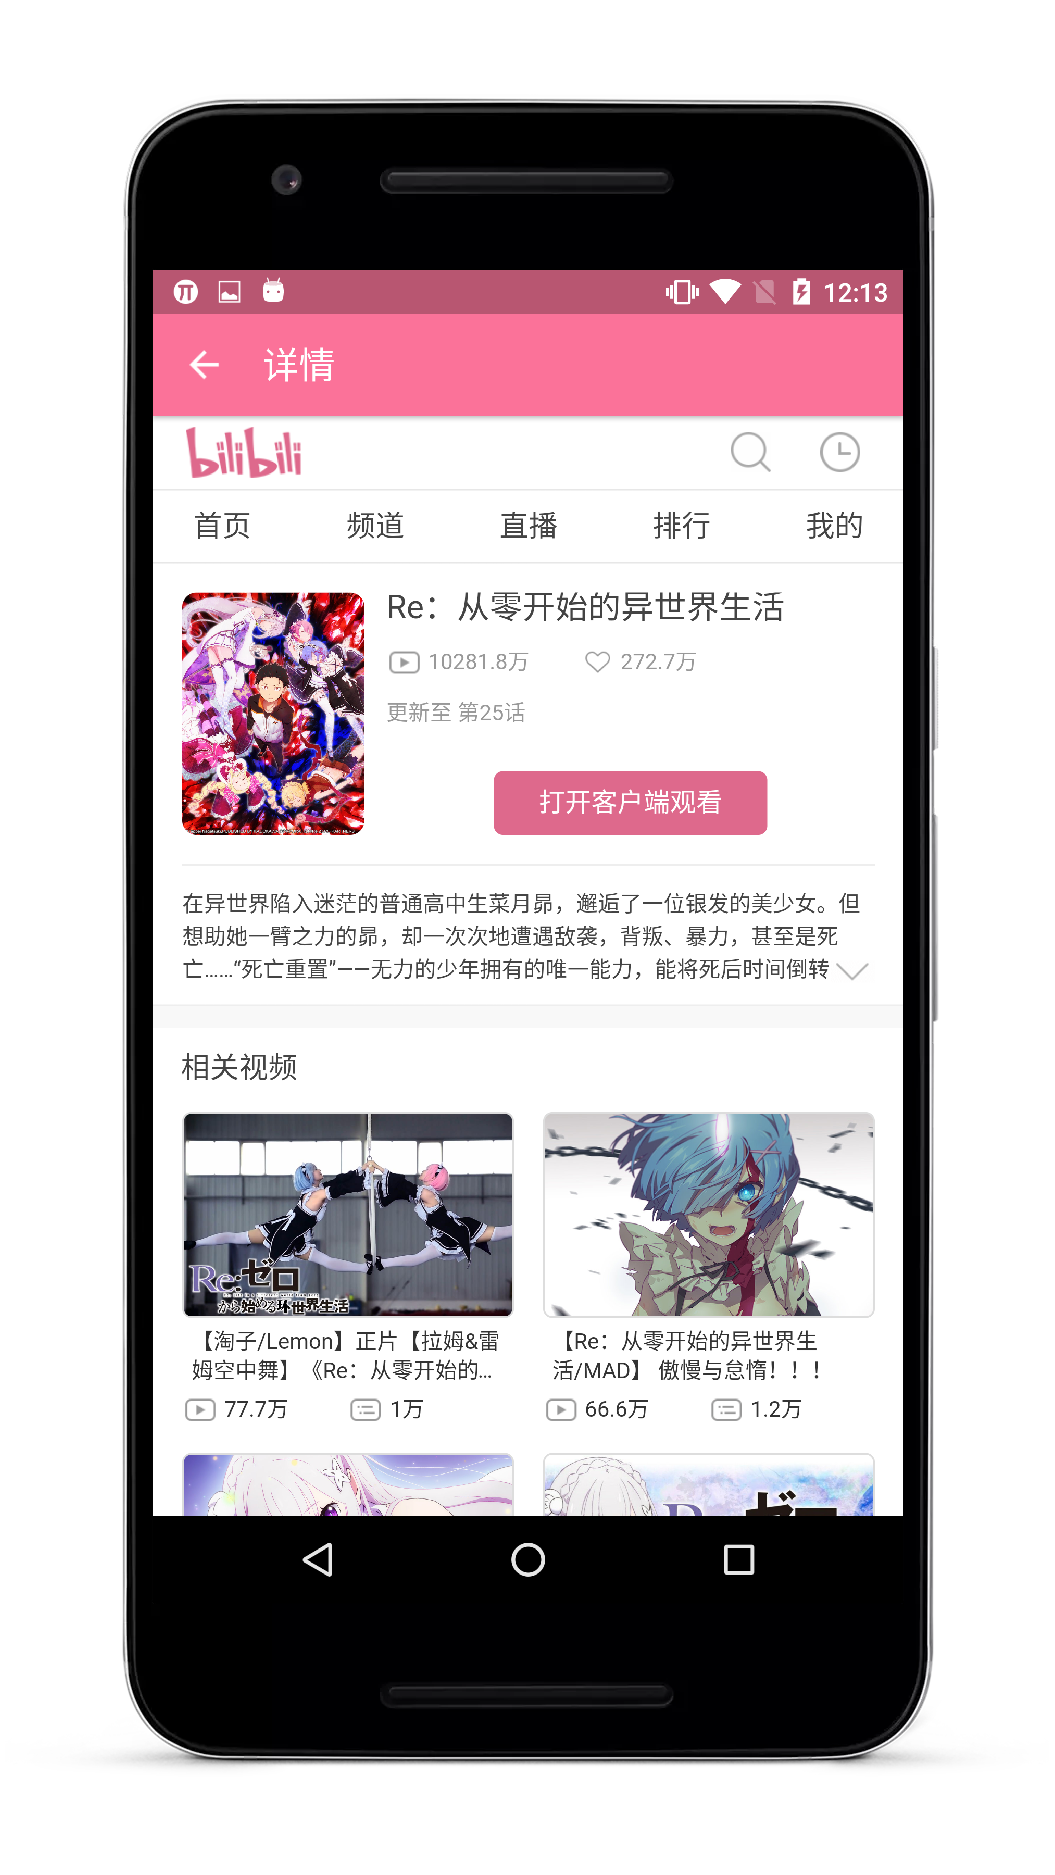 12:13
详情
bilibili
首页 频道 直播 排行 我的
Re：从零开始的异世界生活
10281.8万 272.7万
更新至 第25话
打开客户端观看
在异世界陷入迷茫的普通高中生菜月昴，邂逅了一位银发的美少女。但
想助她一臂之力的昴，却一次次地遭遇敌袭，背叛、暴力，甚至是死
亡……“死亡重置”——无力的少年拥有的唯一能力，能将死后时间倒转
相关视频
Re:ゼロ
から始める环世界生活
【淘子/Lemon】正片【拉姆&雷
姆空中舞】《Re：从零开始的...
77.7万 1万
【Re：从零开始的异世界生
活/MAD】 傲慢与怠惰！！！
66.6万 1.2万